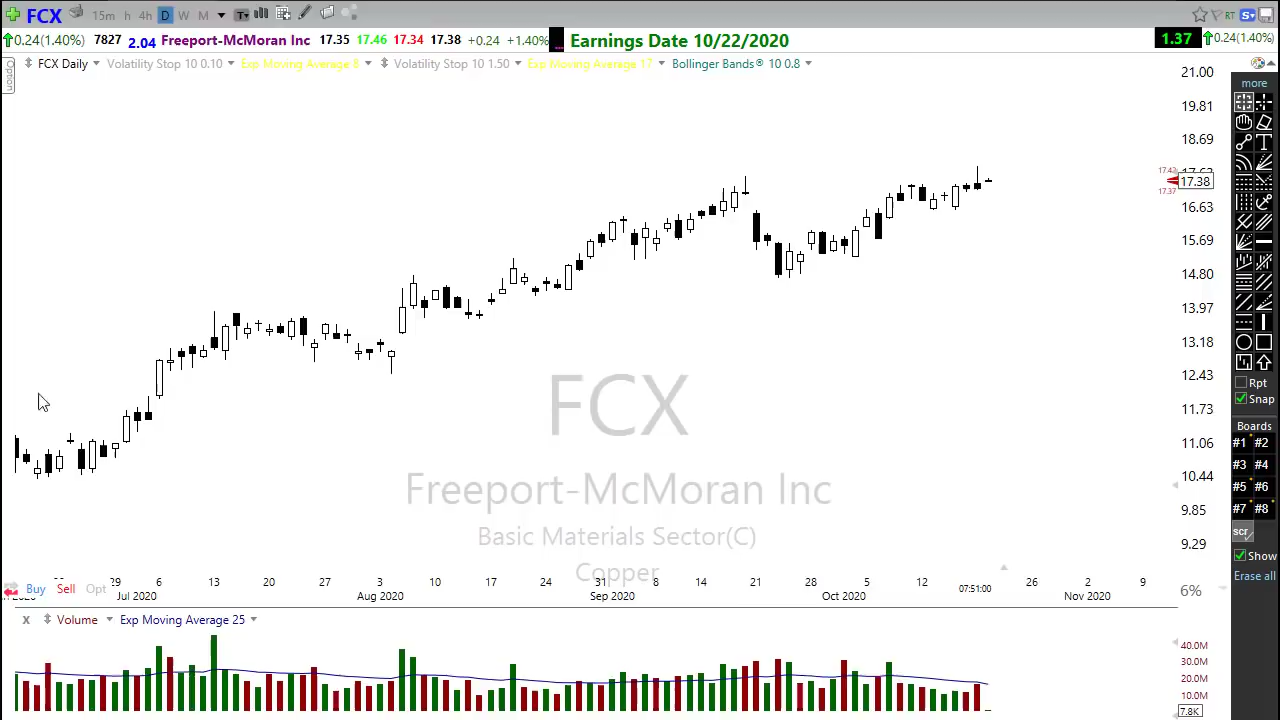 FCX 15m h 4h D W M T RT S
0.24(1.40%) 7827 2.04 Freeport-McMoran Inc 17.35 17.46 17.34 17.38 +0.24 +1.40% Earnings Date 10/22/2020 1.37 0.24(1.40%)
Option
FCX Daily Volatility Stop 10 0.10 Exp Moving Average 8 Volatility Stop 10 1.50 Exp Moving Average 17 Bollinger Bands® 10 0.8
21.00
19.81
18.69
17.38
17.37
16.63
15.69
14.80
13.97
13.18
12.43
11.73
11.06
10.44
9.85
9.29
more
T
Rpt
Snap
Boards
#1 #2
#3 #4
#5 #6
#7 #8
scr
Show
Erase all
FCX
Freeport-McMoran Inc
Basic Materials Sector(C)
Copper
29 6 13 20 27 3 10 17 24 31 8 14 21 28 5 12 07:51:00 26 2 9
Buy Sell Opt
Jul 2020 Aug 2020 Sep 2020 Oct 2020 Nov 2020 6%
x Volume Exp Moving Average 25
40.0M
30.0M
20.0M
10.0M
7.8K